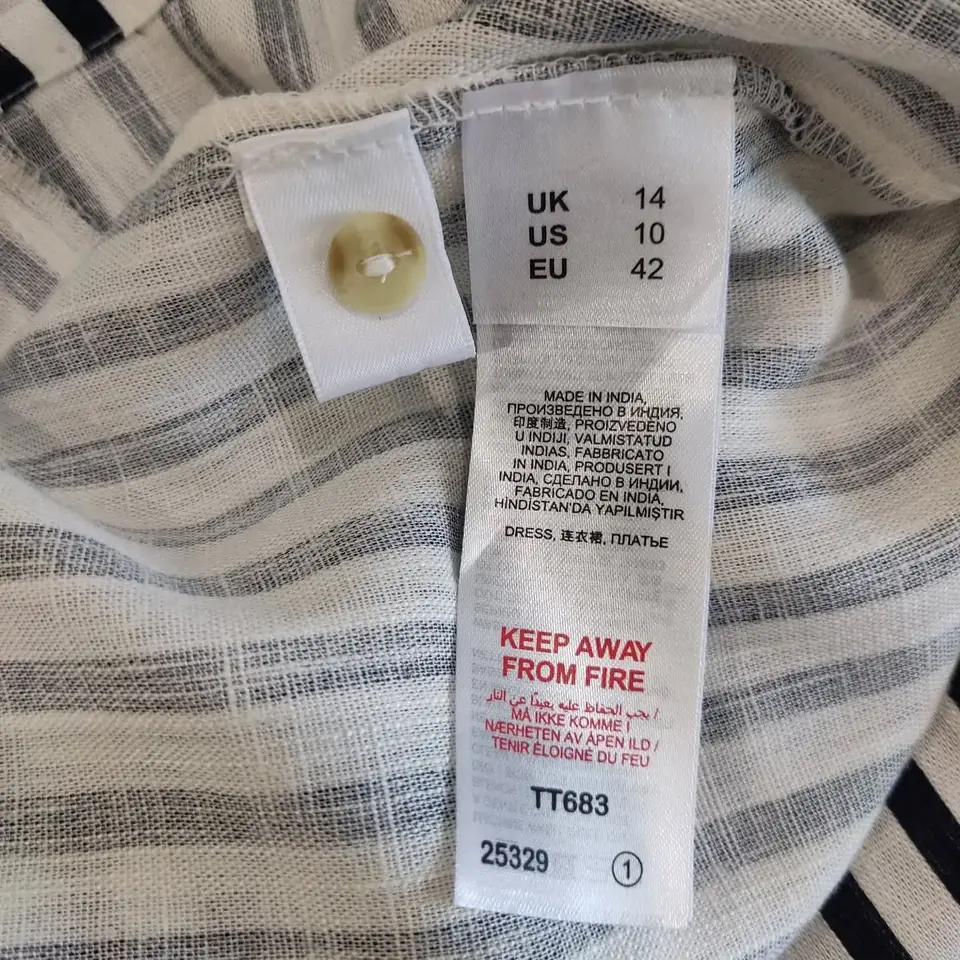 UK 14
US 10
EU 42
MADE IN INDIA,
ПРОИЗВЕДЕНО В ИНДИЯ,
印度制造, PROIZVEDENO
U INDIJI, VALMISTATUD
INDIAS, FABBRICATO
IN INDIA, PRODUSERT I
INDIA, СДЕЛАНО В ИНДИИ,
FABRICADO EN INDIA,
HİNDİSTAN'DA YAPILMIŞTIR
DRESS, 连衣裙, ПЛАТЬЕ
KEEP AWAY
FROM FIRE
/ يجب الحفاظ عليه بعيدًا عن النار
MÅ IKKE KOMME I
NÆRHETEN AV ÅPEN ILD /
TENIR ÉLOIGNÉ DU FEU
TT683
25329 1